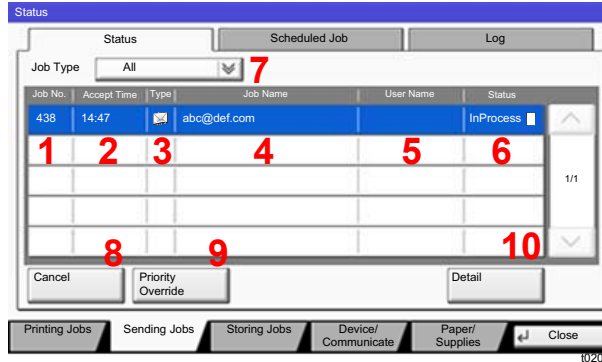 Status
Status Scheduled Job Log
Job Type All 7
Job No. Accept Time Type Job Name User Name Status
438 14:47 abc@def.com InProcess
1 2 3 4 5 6
1/1
8 9 10
Cancel Priority Override Detail
Printing Jobs Sending Jobs Storing Jobs Device/ Communicate Paper/ Supplies Close
t020